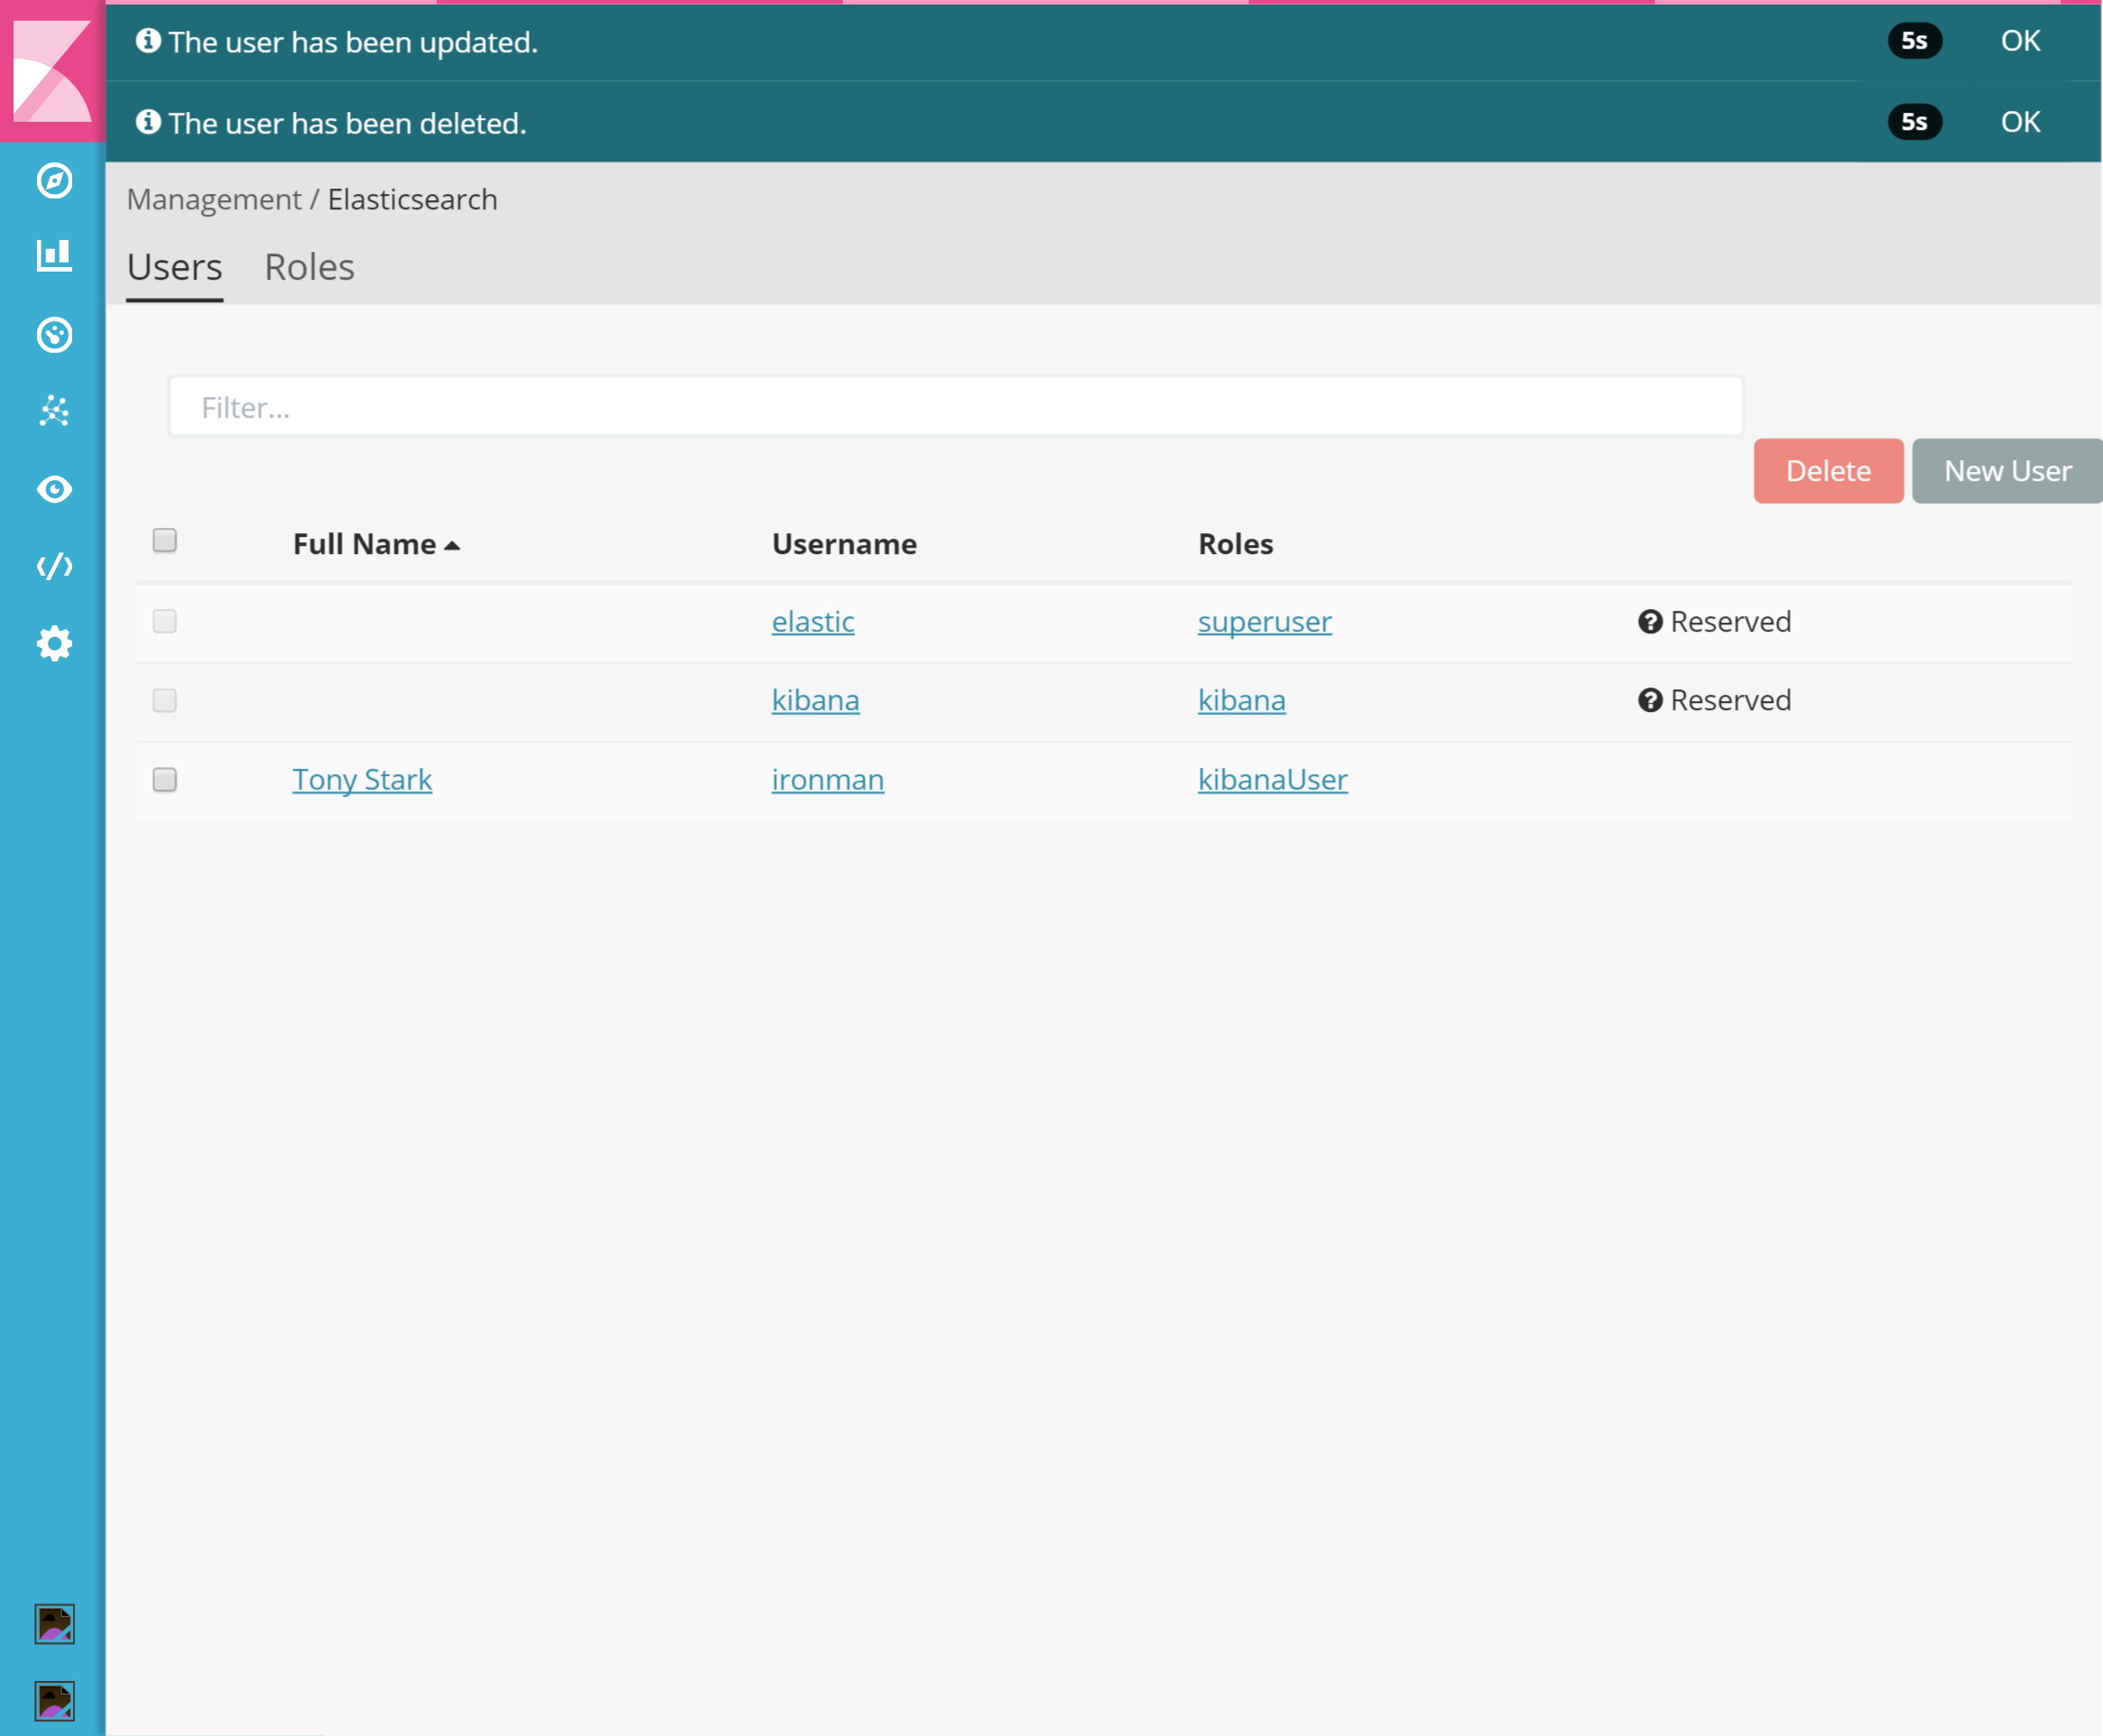 The user has been updated. 5s OK
The user has been deleted. 5s OK
Management / Elasticsearch
Users Roles
Filter...
Delete New User
Full Name Username Roles
elastic superuser Reserved
kibana kibana Reserved
Tony Stark ironman kibanaUser